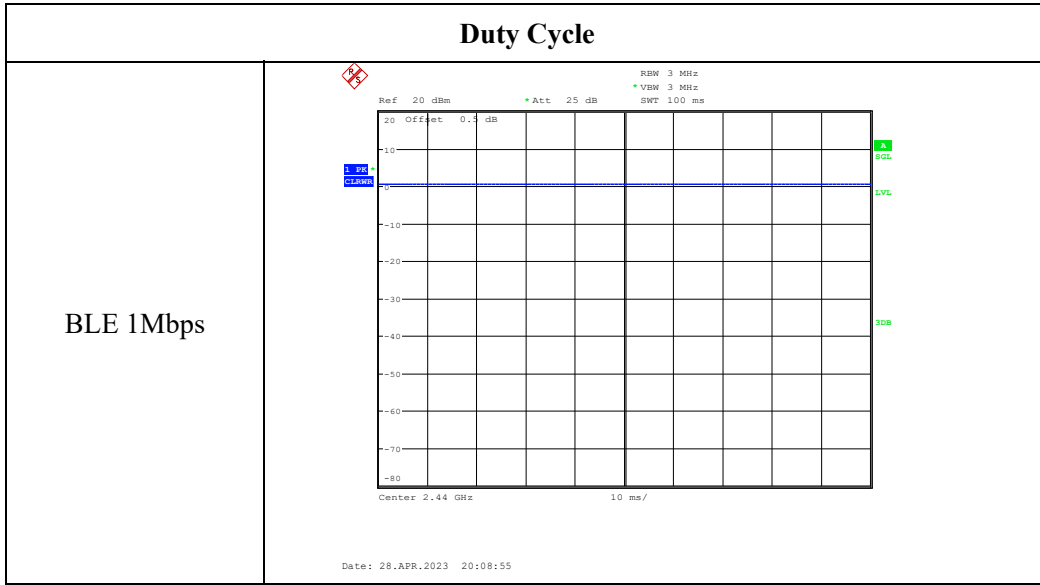 Duty Cycle
BLE 1Mbps
R S
RBW 3 MHz
* VBW 3 MHz
Ref 20 dBm * Att 25 dB SWT 100 ms
20 Offset 0.5 dB
A
SGL
10
1 PK *
CLRWR
0
LVL
-10
-20
-30
3DB
-40
-50
-60
-70
-80
Center 2.44 GHz 10 ms/
Date: 28.APR.2023 20:08:55